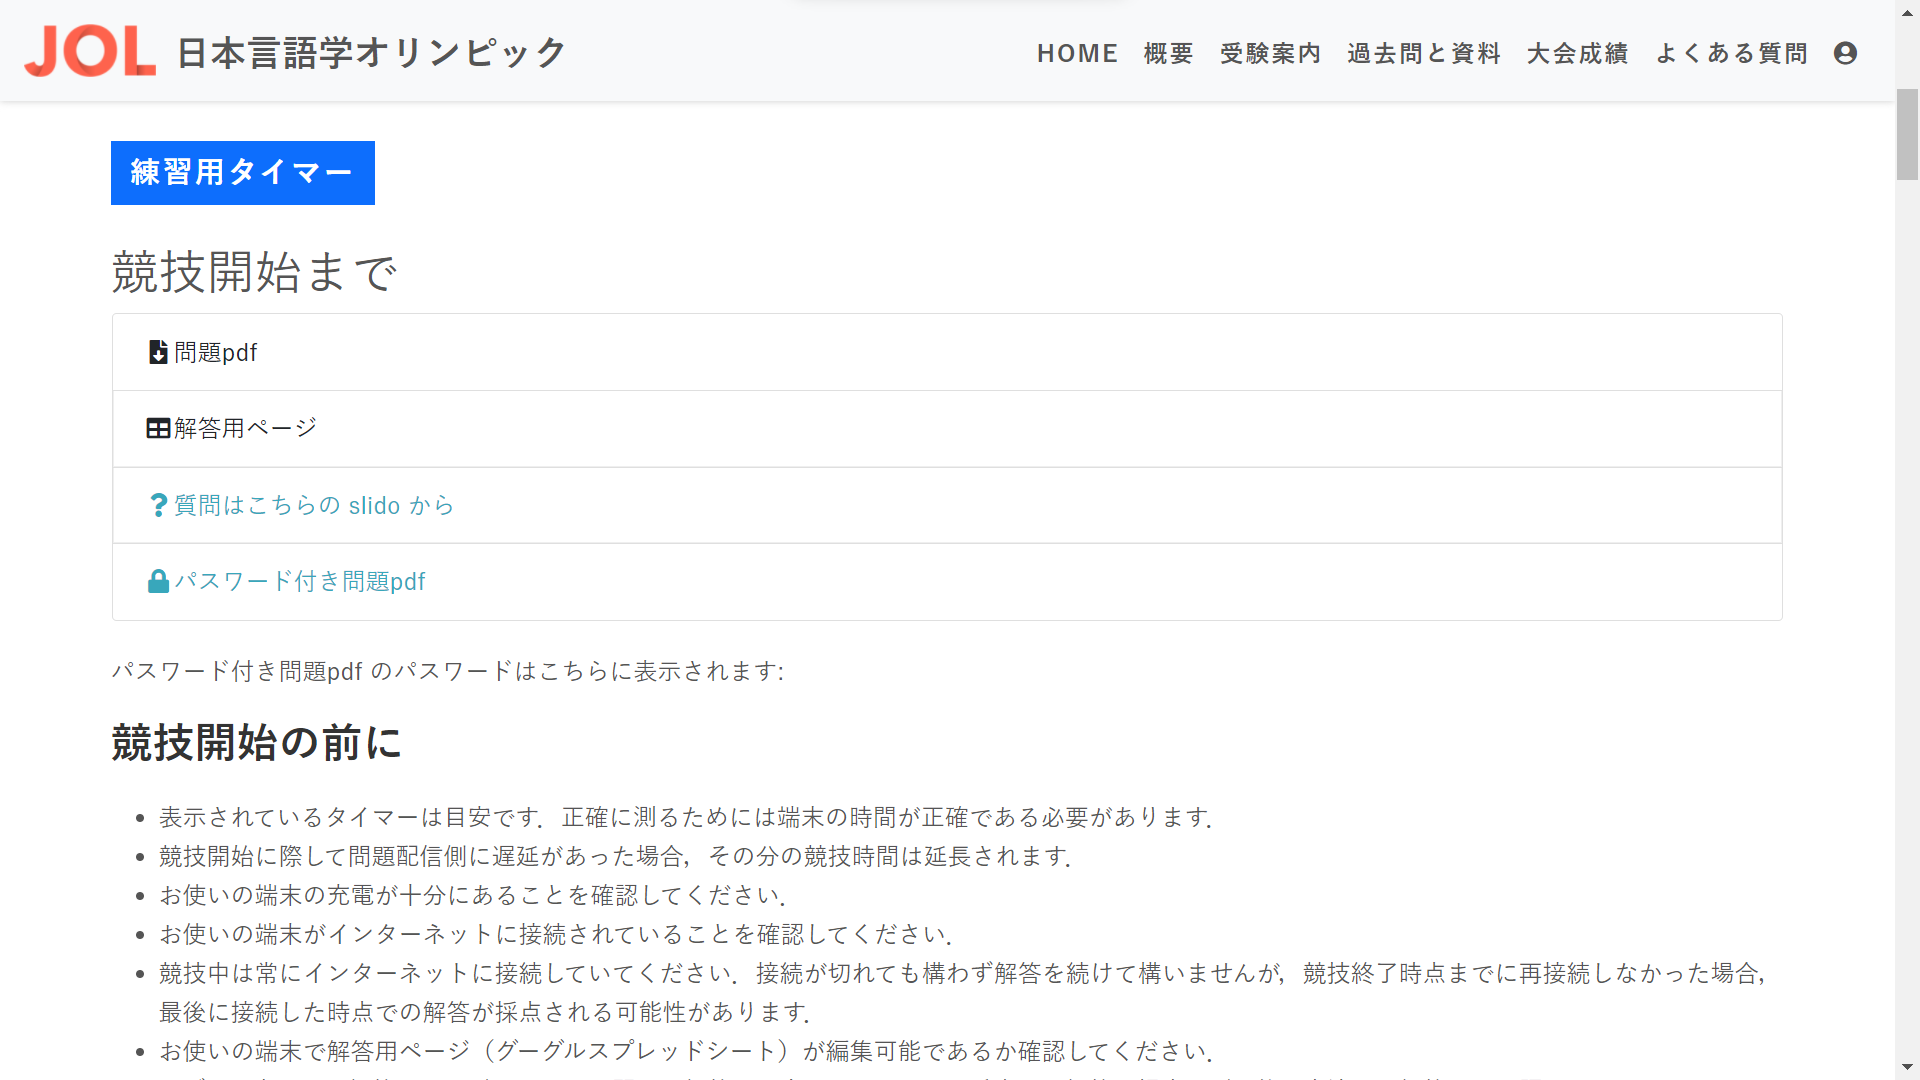 JOL 日本言語学オリンピック HOME 概要 受験案内 過去問と資料 大会成績 よくある質問
練習用タイマー
競技開始まで
問題pdf
解答用ページ
質問はこちらの slido から
パスワード付き問題pdf
パスワード付き問題pdf のパスワードはこちらに表示されます:
競技開始の前に
表示されているタイマーは目安です．正確に測るためには端末の時間が正確である必要があります．
競技開始に際して問題配信側に遅延があった場合，その分の競技時間は延長されます．
お使いの端末の充電が十分にあることを確認してください．
お使いの端末がインターネットに接続されていることを確認してください．
競技中は常にインターネットに接続していてください．接続が切れても構わず解答を続けて構いませんが，競技終了時点までに再接続しなかった場合，
最後に接続した時点での解答が採点される可能性があります．
お使いの端末で解答用ページ（グーグルスプレッドシート）が編集可能であるか確認してください．